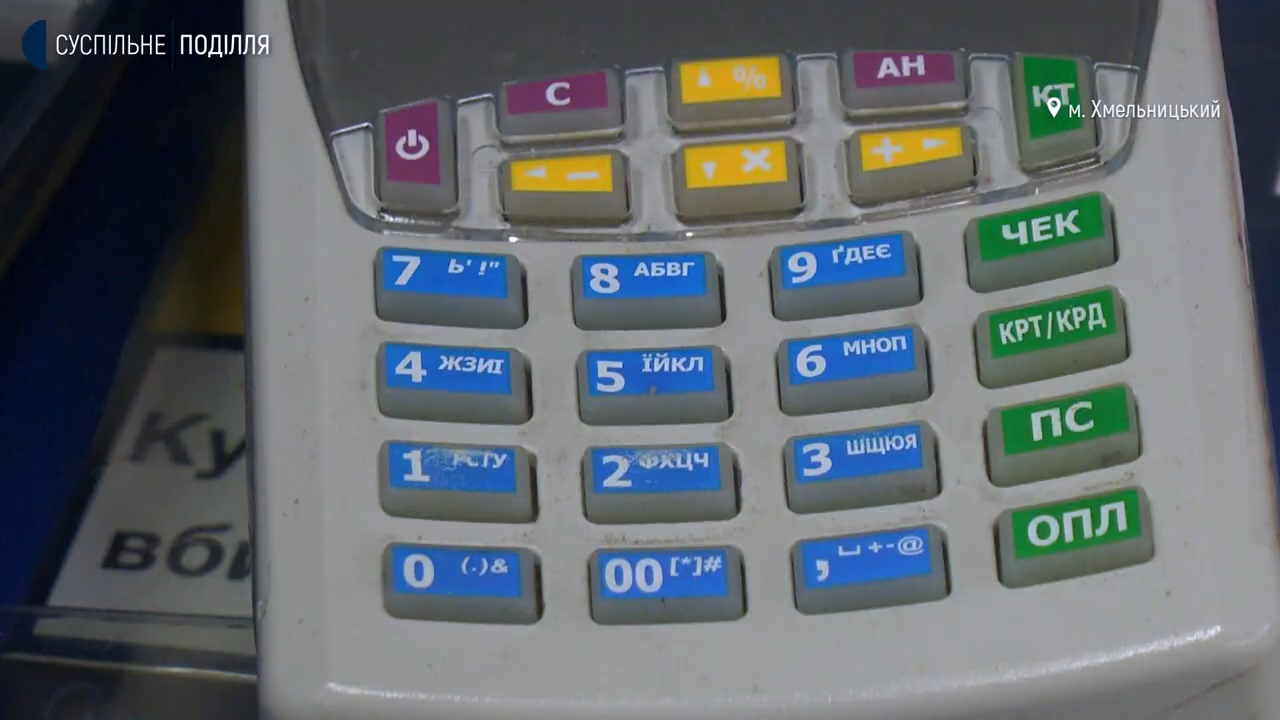 СУСПІЛЬНЕ ПОДІЛЛЯ
м. Хмельницький
C
%
АН
КТ
ЧЕК
7 Ь' !"
8 АБВГ
9 ҐДЕЄ
КРТ/КРД
4 ЖЗИІ
5 ЇЙКЛ
6 МНОП
ПС
1 РСТУ
2 ФХЦЧ
3 ШЩЮЯ
ОПЛ
0 (.)&
00 [*]#
, ⎵ +-@
Ку
вби